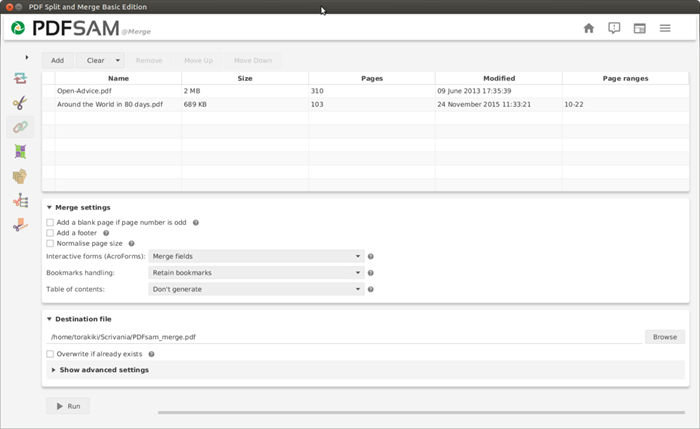 PDF Split and Merge Basic Edition
PDFSAM @Merge
Add Clear Remove Move Up Move Down
Name Size Pages Modified Page ranges
Open-Advice.pdf 2 MB 310 09 June 2013 17:35:39
Around the World in 80 days.pdf 689 KB 103 24 November 2015 11:33:21 10-22
Merge settings
Add a blank page if page number is odd ?
Add a footer ?
Normalise page size ?
Interactive forms (AcroForms): Merge fields ?
Bookmarks handling: Retain bookmarks ?
Table of contents: Don't generate ?
Destination file
/home/torakiki/Scrivania/PDFsam_merge.pdf Browse
Overwrite if already exists ?
Show advanced settings
Run